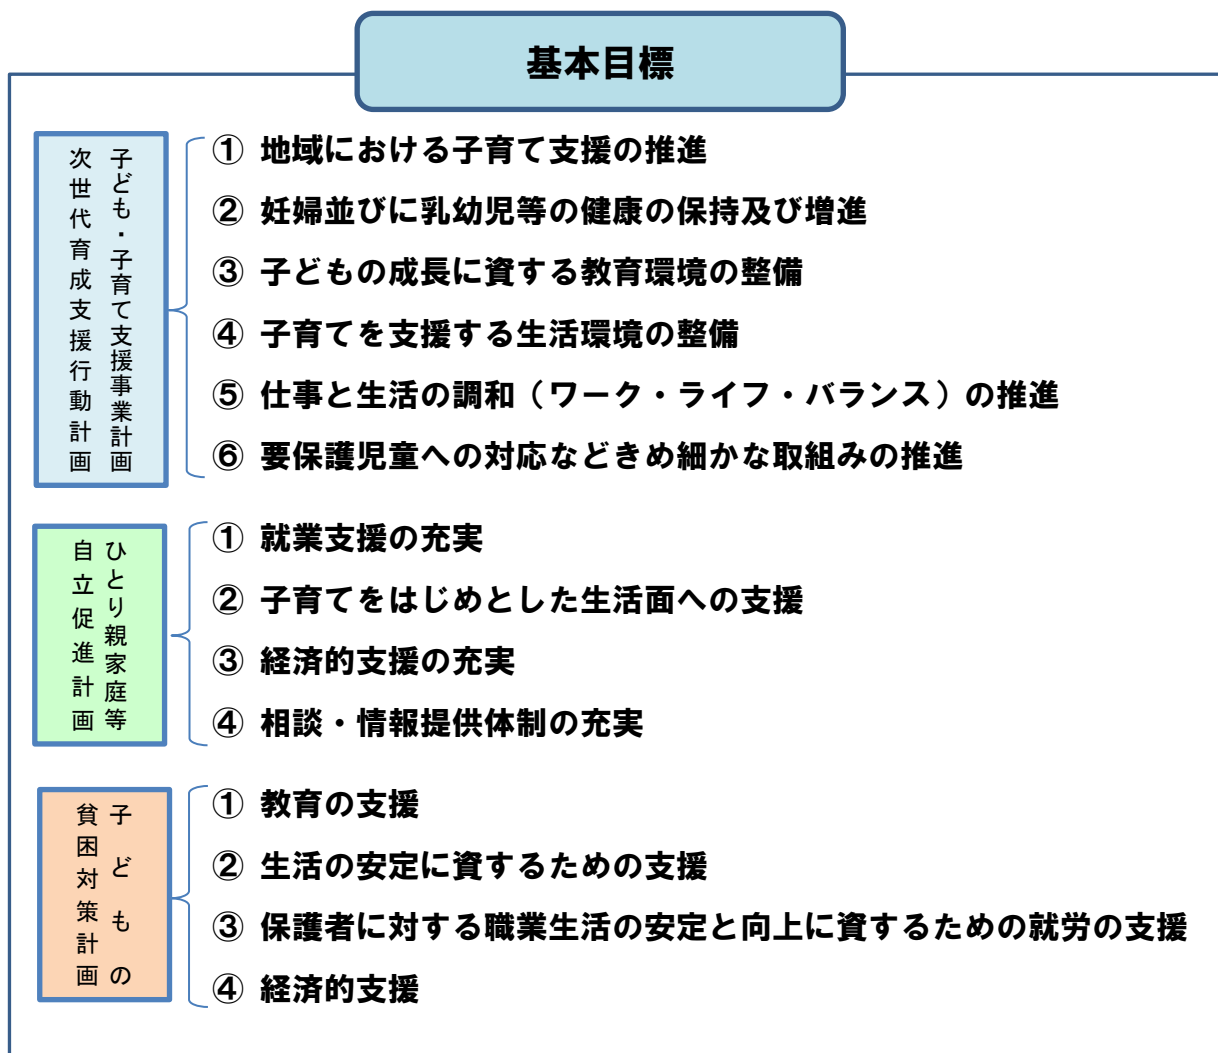 基本目標
子ども・子育て支援事業計画
次世代育成支援行動計画
① 地域における子育て支援の推進
② 妊婦並びに乳幼児等の健康の保持及び増進
③ 子どもの成長に資する教育環境の整備
④ 子育てを支援する生活環境の整備
⑤ 仕事と生活の調和（ワーク・ライフ・バランス）の推進
⑥ 要保護児童への対応などきめ細かな取組みの推進
ひとり親家庭等
自立促進計画
① 就業支援の充実
② 子育てをはじめとした生活面への支援
③ 経済的支援の充実
④ 相談・情報提供体制の充実
子どもの
貧困対策計画
① 教育の支援
② 生活の安定に資するための支援
③ 保護者に対する職業生活の安定と向上に資するための就労の支援
④ 経済的支援